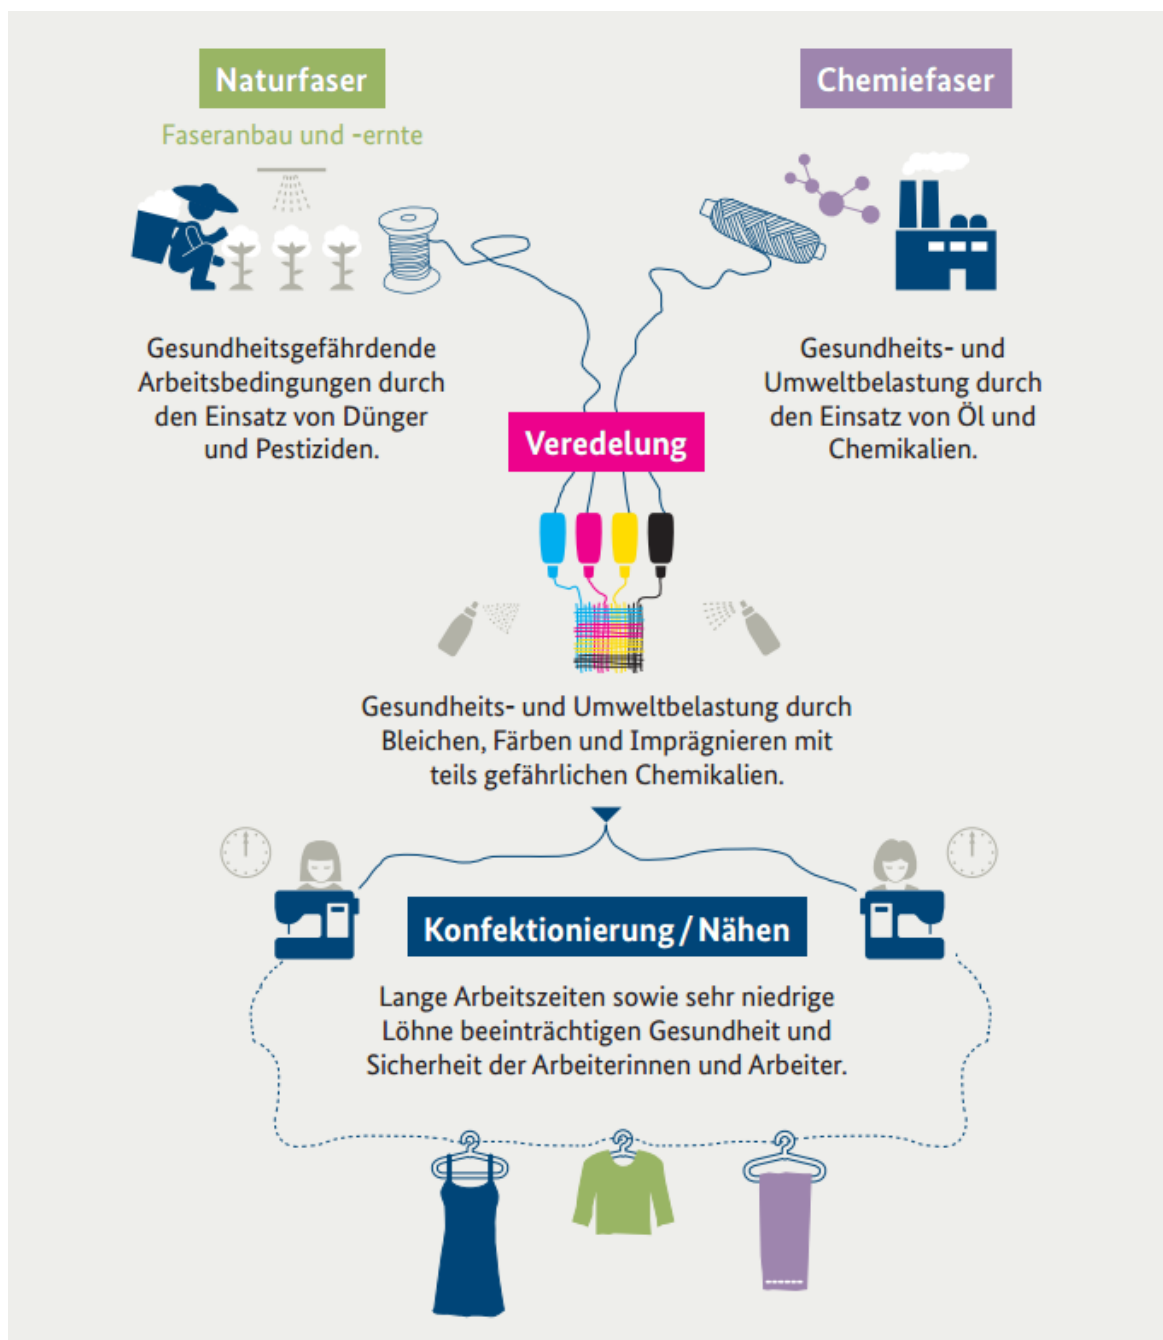 Naturfaser
Faseranbau und -ernte
Gesundheitsgefährdende
Arbeitsbedingungen durch
den Einsatz von Dünger
und Pestiziden.
Chemiefaser
Gesundheits- und
Umweltbelastung durch
den Einsatz von Öl und
Chemikalien.
Veredelung
Gesundheits- und Umweltbelastung durch
Bleichen, Färben und Imprägnieren mit
teils gefährlichen Chemikalien.
Konfektionierung / Nähen
Lange Arbeitszeiten sowie sehr niedrige
Löhne beeinträchtigen Gesundheit und
Sicherheit der Arbeiterinnen und Arbeiter.